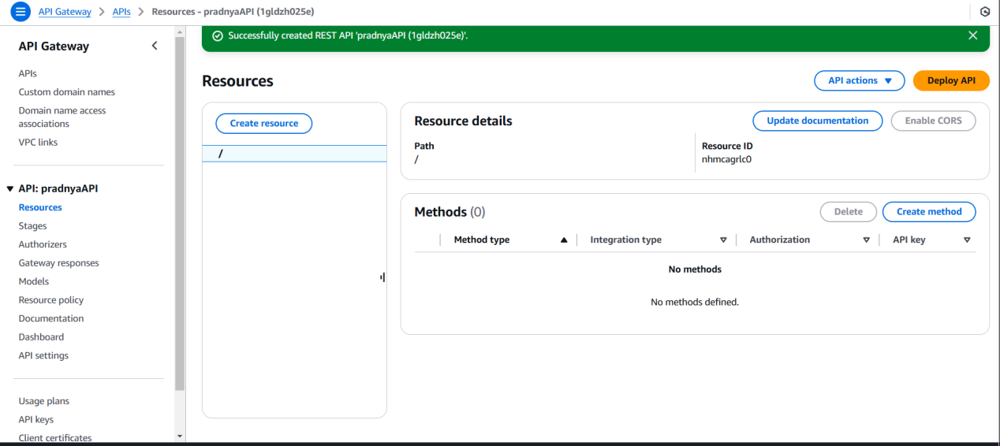 API Gateway > APIs > Resources - pradnyaAPI (1gldzh025e)
API Gateway
APIs
Custom domain names
Domain name access
associations
VPC links
API: pradnyaAPI
Resources
Stages
Authorizers
Gateway responses
Models
Resource policy
Documentation
Dashboard
API settings
Usage plans
API keys
Client certificates
Successfully created REST API 'pradnyaAPI (1gldzh025e)'.
Resources
API actions
Deploy API
Create resource
/
Resource details
Update documentation
Enable CORS
Path
/
Resource ID
nhmcagrlc0
Methods (0)
Delete
Create method
Method type
Integration type
Authorization
API key
No methods
No methods defined.